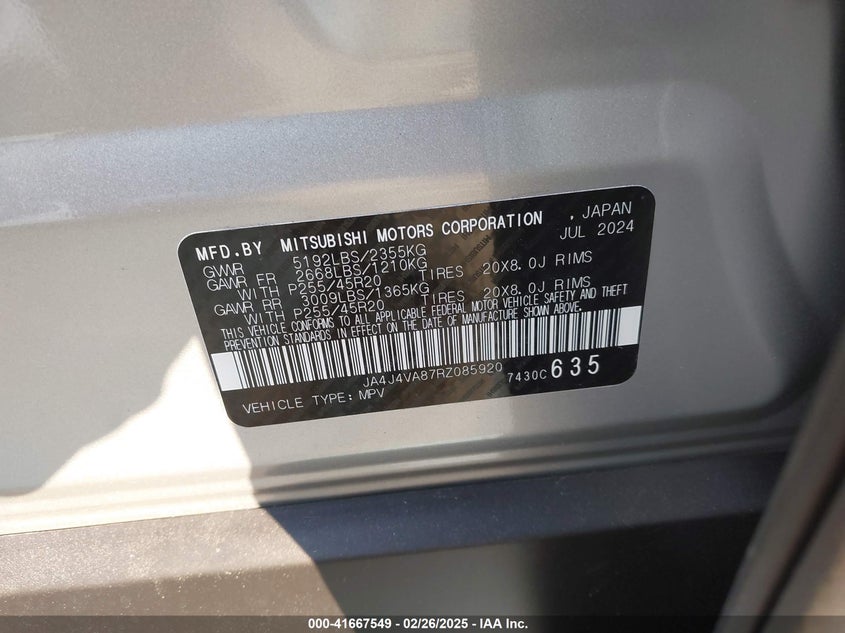 MFD.BY MITSUBISHI MOTORS CORPORATION , JAPAN
GVWR 5192LBS/2355KG JUL 2024
GAWR FR 2668LBS/1210KG
WITH P255/45R20 TIRES 20X8.0J RIMS
GAWR RR 3009LBS/1365KG
WITH P255/45R20 TIRES 20X8.0J RIMS
THIS VEHICLE CONFORMS TO ALL APPLICABLE FEDERAL MOTOR VEHICLE SAFETY AND THEFT
PREVENTION STANDARDS IN EFFECT ON THE DATE OF MANUFACTURE SHOWN ABOVE.
JA4J4VA87RZ085920
VEHICLE TYPE: MPV 7430C 635
000-41667549 - 02/26/2025 - IAA Inc.